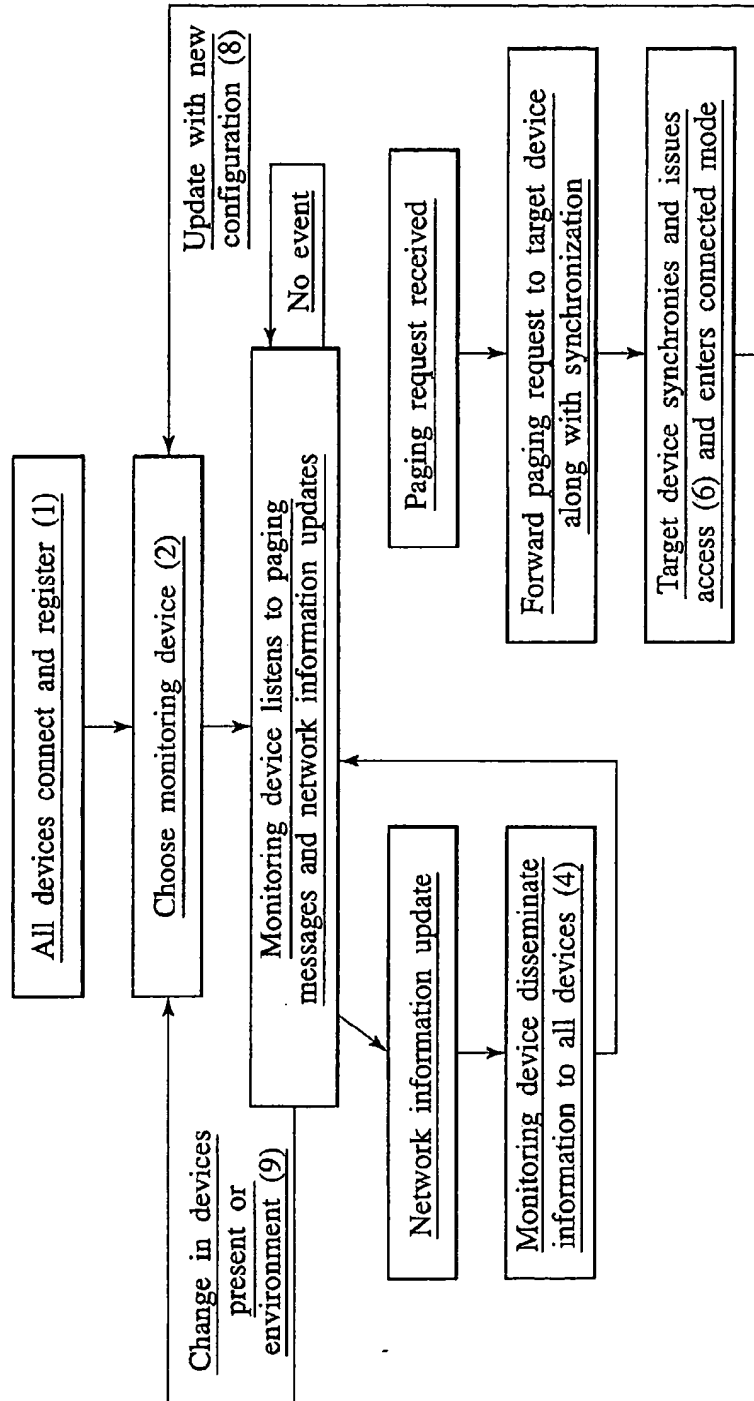 All devices connect and register (1)
Choose monitoring device (2)
Update with new
configuration (8)
Change in devices
present or
environment (9)
Monitoring device listens to paging
messages and network information updates
No event
Network information update
Monitoring device disseminate
information to all devices (4)
Paging request received
Forward paging request to target device
along with synchronization
Target device synchronies and issues
access (6) and enters connected mode